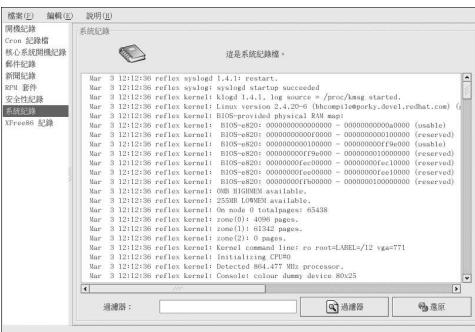 檔案(F) 編輯(E) 說明(H)
開機紀錄
Cron 紀錄檔
核心系統開機紀錄
郵件紀錄
新聞紀錄
RPM 套件
安全性紀錄
系統紀錄
XFree86 紀錄
系統紀錄
這是系統紀錄檔。
Mar 3 12:12:36 reflex syslogd 1.4.1: restart.
Mar 3 12:12:36 reflex syslog: syslogd startup succeeded
Mar 3 12:12:36 reflex kernel: klogd 1.4.1, log source = /proc/kmsg started.
Mar 3 12:12:36 reflex kernel: Linux version 2.4.20-6 (bhcompile@porky.devel.redhat.com) (
Mar 3 12:12:36 reflex kernel: BIOS-provided physical RAM map:
Mar 3 12:12:36 reflex kernel: BIOS-e820: 0000000000000000 - 00000000000a0000 (usable)
Mar 3 12:12:36 reflex kernel: BIOS-e820: 00000000000f0000 - 0000000000100000 (reserved)
Mar 3 12:12:36 reflex kernel: BIOS-e820: 0000000000100000 - 000000000ff9e000 (usable)
Mar 3 12:12:36 reflex kernel: BIOS-e820: 000000000ff9e000 - 0000000010000000 (reserved)
Mar 3 12:12:36 reflex kernel: BIOS-e820: 00000000fec00000 - 00000000fec10000 (reserved)
Mar 3 12:12:36 reflex kernel: BIOS-e820: 00000000fee00000 - 00000000fee10000 (reserved)
Mar 3 12:12:36 reflex kernel: BIOS-e820: 00000000ffb00000 - 0000000100000000 (reserved)
Mar 3 12:12:36 reflex kernel: 0MB HIGHMEM available.
Mar 3 12:12:36 reflex kernel: 255MB LOWMEM available.
Mar 3 12:12:36 reflex kernel: On node 0 totalpages: 65438
Mar 3 12:12:36 reflex kernel: zone(0): 4096 pages.
Mar 3 12:12:36 reflex kernel: zone(1): 61342 pages.
Mar 3 12:12:36 reflex kernel: zone(2): 0 pages.
Mar 3 12:12:36 reflex kernel: Kernel command line: ro root=LABEL=/12 vga=771
Mar 3 12:12:36 reflex kernel: Initializing CPU#0
Mar 3 12:12:36 reflex kernel: Detected 864.477 MHz processor.
Mar 3 12:12:36 reflex kernel: Console: colour dummy device 80x25
過濾器： 過濾器 還原